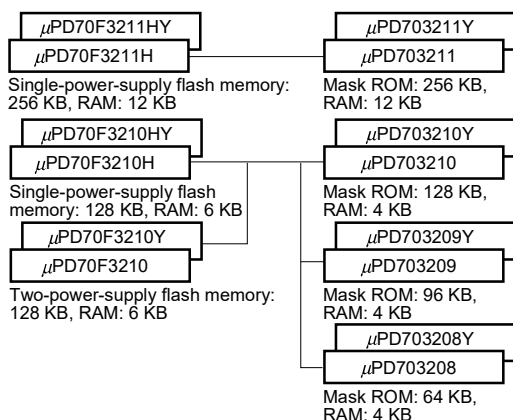 μPD70F3211HY
μPD70F3211H
Single-power-supply flash memory:
256 KB, RAM: 12 KB
μPD703211Y
μPD703211
Mask ROM: 256 KB,
RAM: 12 KB
μPD70F3210HY
μPD70F3210H
Single-power-supply flash
memory: 128 KB, RAM: 6 KB
μPD703210Y
μPD703210
Mask ROM: 128 KB,
RAM: 4 KB
μPD70F3210Y
μPD70F3210
Two-power-supply flash memory:
128 KB, RAM: 6 KB
μPD703209Y
μPD703209
Mask ROM: 96 KB,
RAM: 4 KB
μPD703208Y
μPD703208
Mask ROM: 64 KB,
RAM: 4 KB